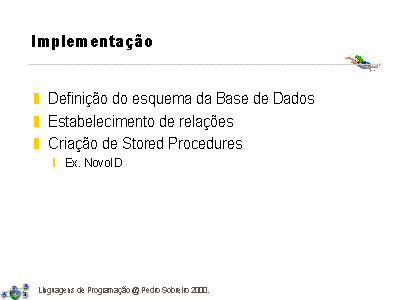 Implementação
Definição do esquema da Base de Dados
Estabelecimento de relações
Criação de Stored Procedures
Ex. NovoID
Linguagens de Programação @ Pedro Sobreiro 2000.